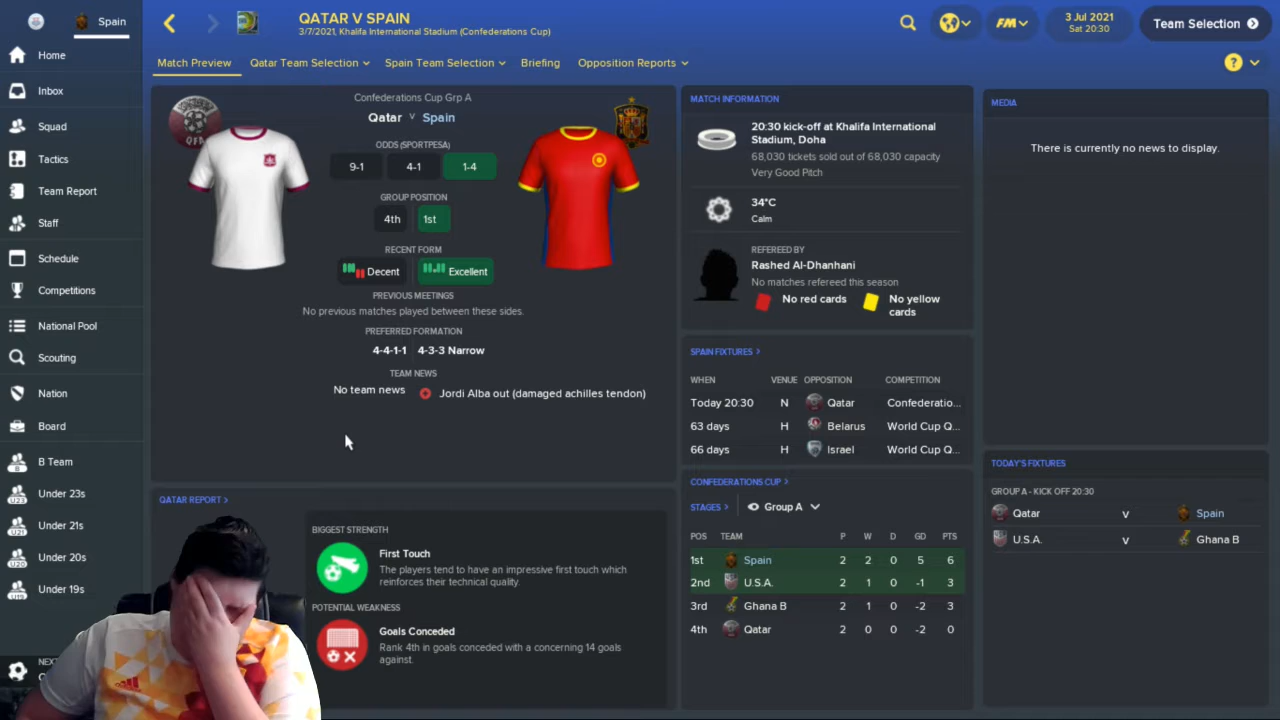 Spain
QATAR V SPAIN
3/7/2021, Khalifa International Stadium (Confederations Cup)
FM
3 Jul 2021
Sat 20:30
Team Selection
Home
Inbox
Squad
Tactics
Team Report
Staff
Schedule
Competitions
National Pool
Scouting
Nation
Board
B Team
Under 23s
Under 21s
Under 20s
Under 19s
Match Preview
Qatar Team Selection
Spain Team Selection
Briefing
Opposition Reports
?
Confederations Cup Grp A
Qatar v Spain
ODDS (SPORTPESA)
9-1 4-1 1-4
GROUP POSITION
4th 1st
RECENT FORM
Decent Excellent
PREVIOUS MEETINGS
No previous matches played between these sides.
PREFERRED FORMATION
4-4-1-1 4-3-3 Narrow
TEAM NEWS
No team news Jordi Alba out (damaged achilles tendon)
QATAR REPORT >
BIGGEST STRENGTH
First Touch
The players tend to have an impressive first touch which
reinforces their technical quality.
POTENTIAL WEAKNESS
Goals Conceded
Rank 4th in goals conceded with a concerning 14 goals
against.
MATCH INFORMATION
20:30 kick-off at Khalifa International
Stadium, Doha
68,030 tickets sold out of 68,030 capacity
Very Good Pitch
34°C
Calm
REFEREED BY
Rashed Al-Dhanhani
No matches refereed this season
No red cards
No yellow
cards
SPAIN FIXTURES >
WHEN VENUE OPPOSITION COMPETITION
Today 20:30 N Qatar Confederatio...
63 days H Belarus World Cup Q...
66 days H Israel World Cup Q...
CONFEDERATIONS CUP >
STAGES > Group A
POS TEAM P W D GD PTS
1st Spain 2 2 0 5 6
2nd U.S.A. 2 1 0 -1 3
3rd Ghana B 2 1 0 -2 3
4th Qatar 2 0 0 -2 0
MEDIA
There is currently no news to display.
TODAY'S FIXTURES
GROUP A - KICK OFF 20:30
Qatar v Spain
U.S.A. v Ghana B